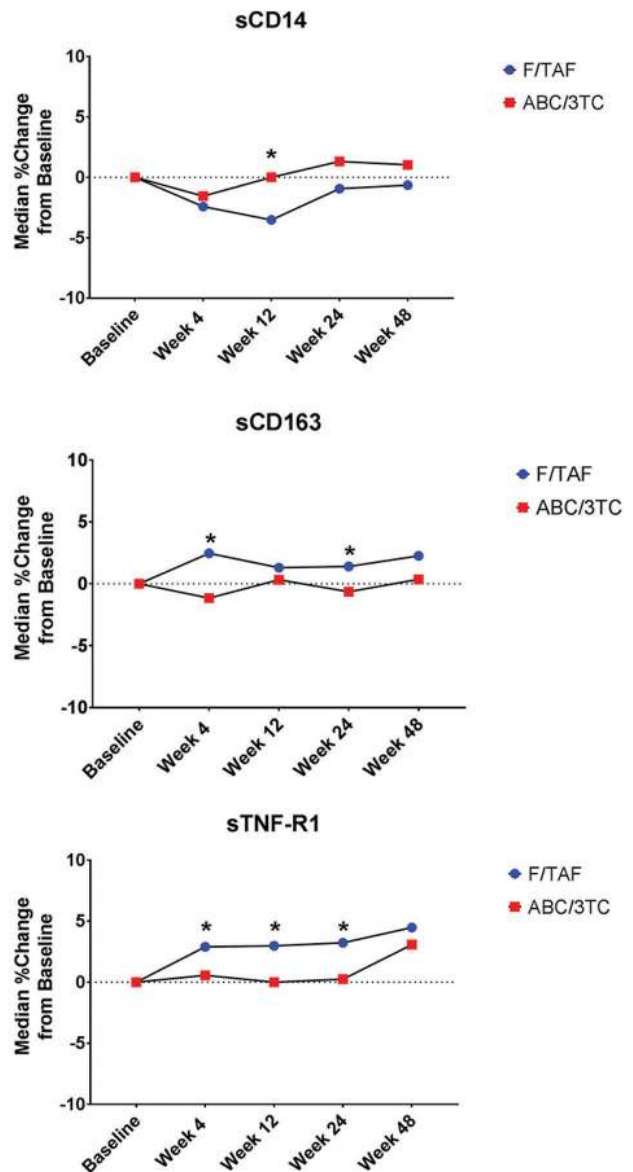 sCD14
10
5
0
-5
-10
Median %Change
from Baseline
*
Baseline
Week 4
Week 12
Week 24
Week 48
F/TAF
ABC/3TC
sCD163
10
5
0
-5
-10
Median %Change
from Baseline
*
*
Baseline
Week 4
Week 12
Week 24
Week 48
F/TAF
ABC/3TC
sTNF-R1
10
5
0
-5
-10
Median %Change
from Baseline
*
*
*
Baseline
Week 4
Week 12
Week 24
Week 48
F/TAF
ABC/3TC